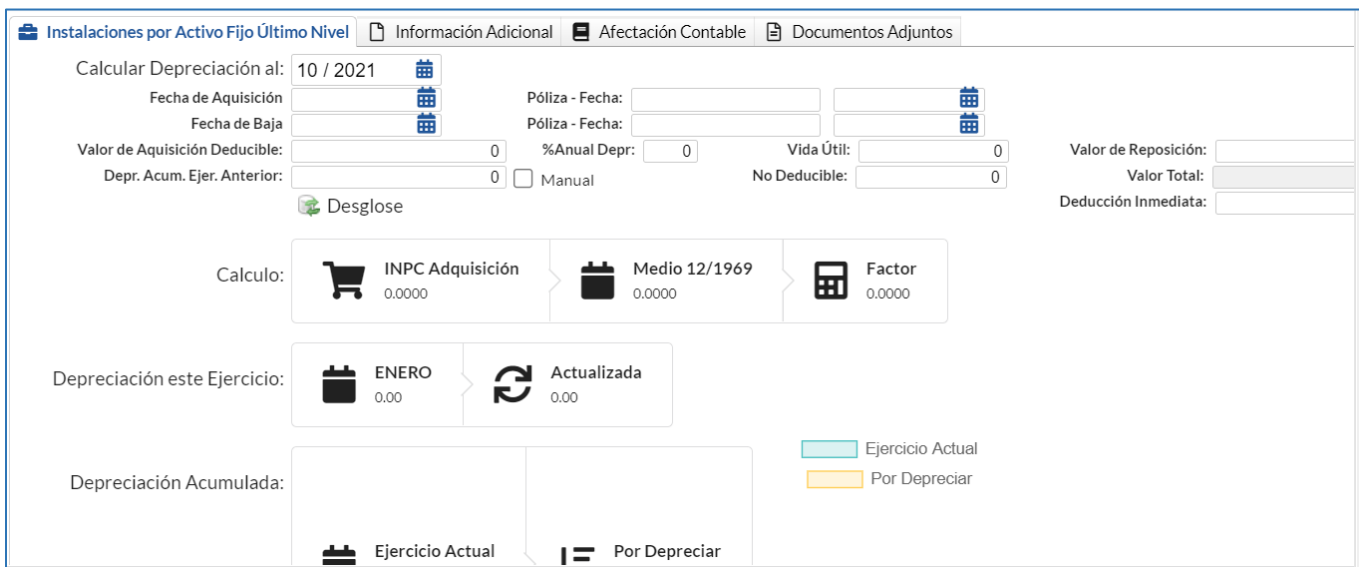 Instalaciones por Activo Fijo Último Nivel Información Adicional Afectación Contable Documentos Adjuntos
Calcular Depreciación al: 10 / 2021
Fecha de Aquisición Póliza - Fecha:
Fecha de Baja Póliza - Fecha:
Valor de Aquisición Deducible: 0 %Anual Depr: 0 Vida Útil: 0 Valor de Reposición:
Depr. Acum. Ejer. Anterior: 0 Manual No Deducible: 0 Valor Total:
Desglose Deducción Inmediata:
Calculo: INPC Adquisición Medio 12/1969 Factor
0.0000 0.0000 0.0000
Depreciación este Ejercicio: ENERO Actualizada
0.00 0.00
Ejercicio Actual
Por Depreciar
Depreciación Acumulada:
Ejercicio Actual Por Depreciar